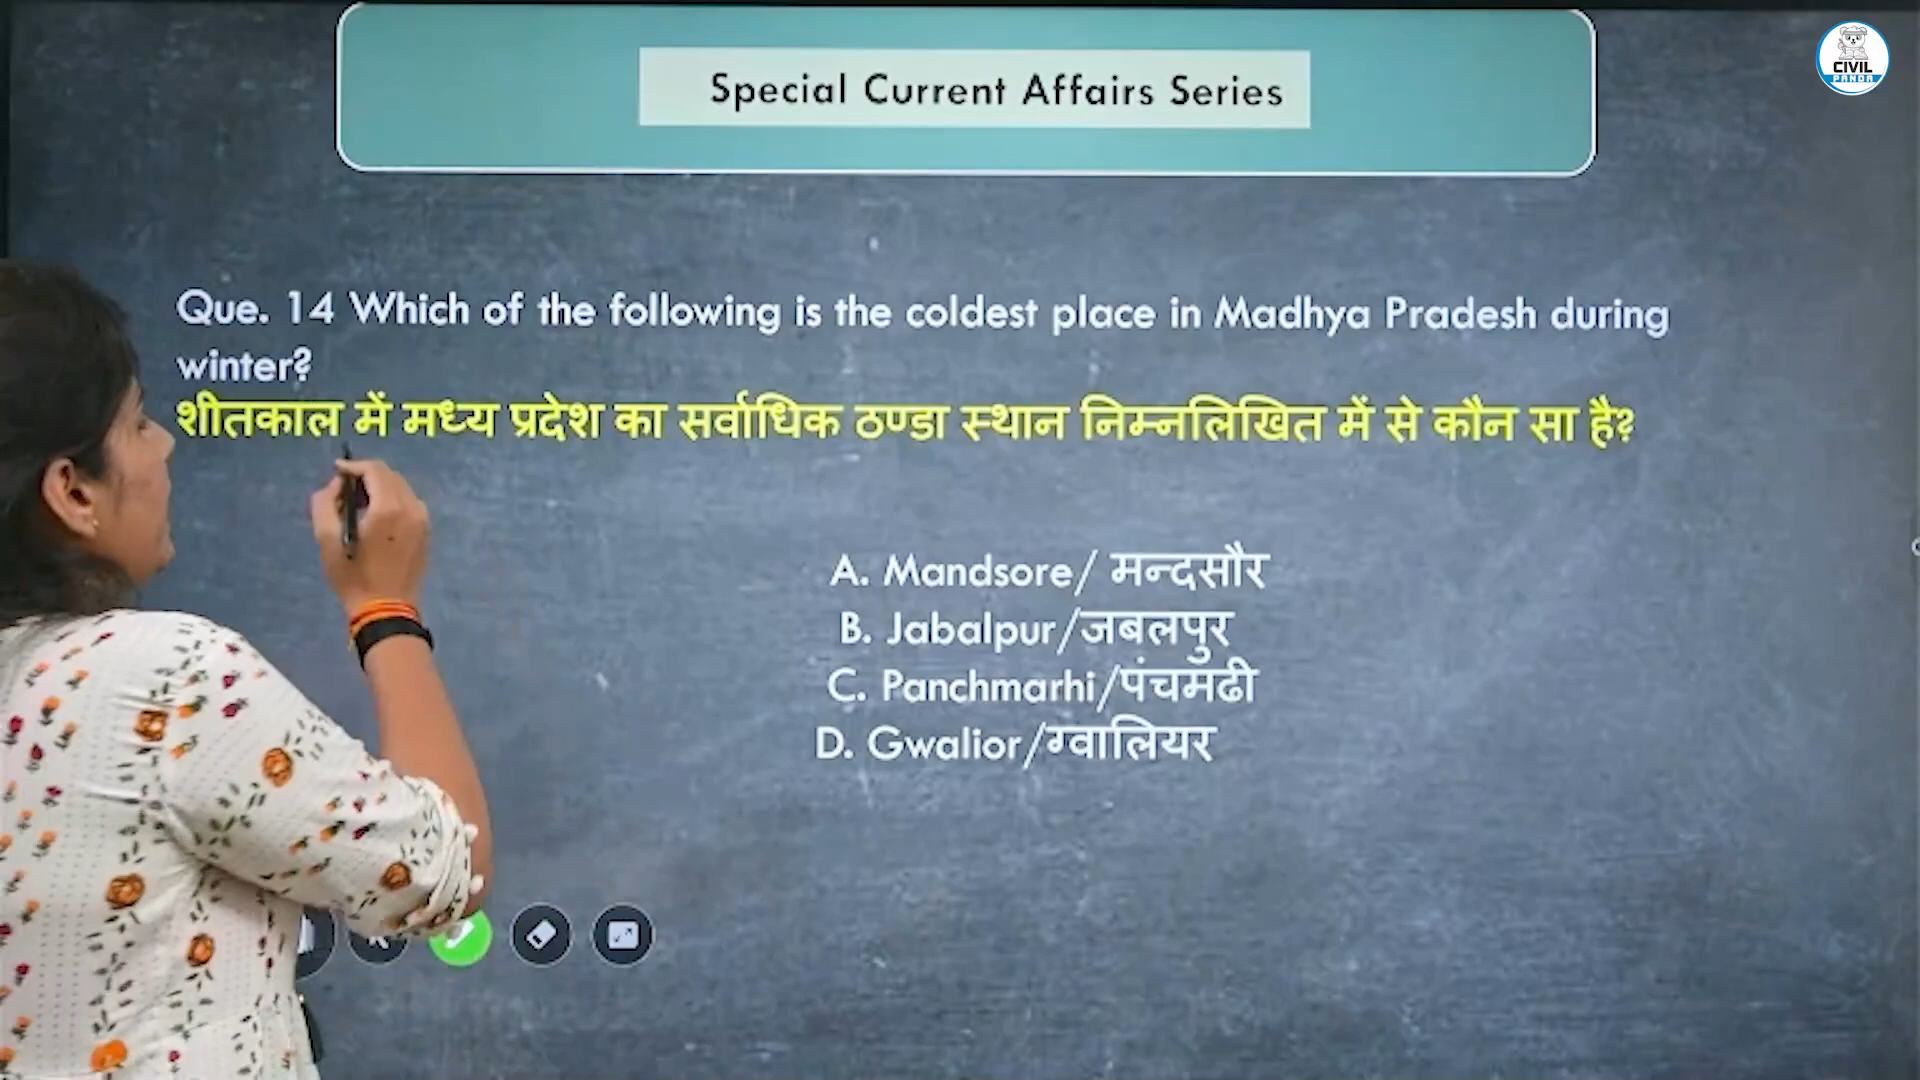 CIVIL
PANDA
Special Current Affairs Series
Que. 14 Which of the following is the coldest place in Madhya Pradesh during
winter?
शीतकाल में मध्य प्रदेश का सर्वाधिक ठण्डा स्थान निम्नलिखित में से कौन सा है?
A. Mandsore/ मन्दसौर
B. Jabalpur/जबलपुर
C. Panchmarhi/पंचमढी
D. Gwalior/ग्वालियर